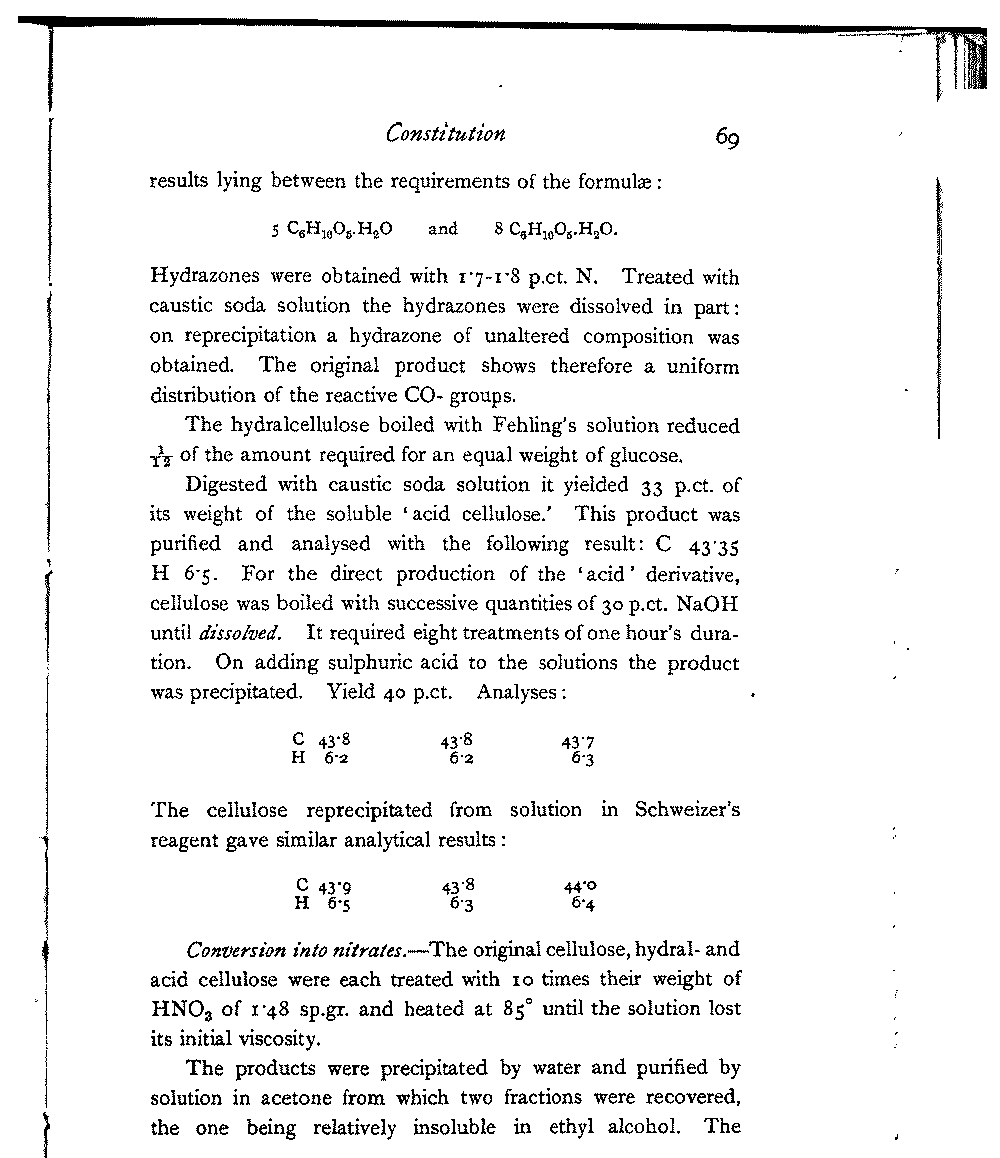 Constitution 69
results lying between the requirements of the formulæ :
5 C₆H₁₀O₅.H₂O and 8 C₆H₁₀O₅.H₂O.
Hydrazones were obtained with 1·7-1·8 p.ct. N. Treated with
caustic soda solution the hydrazones were dissolved in part :
on reprecipitation a hydrazone of unaltered composition was
obtained. The original product shows therefore a uniform
distribution of the reactive CO- groups.
The hydralcellulose boiled with Fehling's solution reduced
1/12 of the amount required for an equal weight of glucose.
Digested with caustic soda solution it yielded 33 p.ct. of
its weight of the soluble ‘acid cellulose.’ This product was
purified and analysed with the following result: C 43·35
H 6·5. For the direct production of the ‘acid’ derivative,
cellulose was boiled with successive quantities of 30 p.ct. NaOH
until dissolved. It required eight treatments of one hour's dura-
tion. On adding sulphuric acid to the solutions the product
was precipitated. Yield 40 p.ct. Analyses :
C 43·8 43·8 43·7
H 6·2 6·2 6·3
The cellulose reprecipitated from solution in Schweizer's
reagent gave similar analytical results :
C 43·9 43·8 44·0
H 6·5 6·3 6·4
Conversion into nitrates.—The original cellulose, hydral- and
acid cellulose were each treated with 10 times their weight of
HNO₃ of 1·48 sp.gr. and heated at 85° until the solution lost
its initial viscosity.
The products were precipitated by water and purified by
solution in acetone from which two fractions were recovered,
the one being relatively insoluble in ethyl alcohol. The